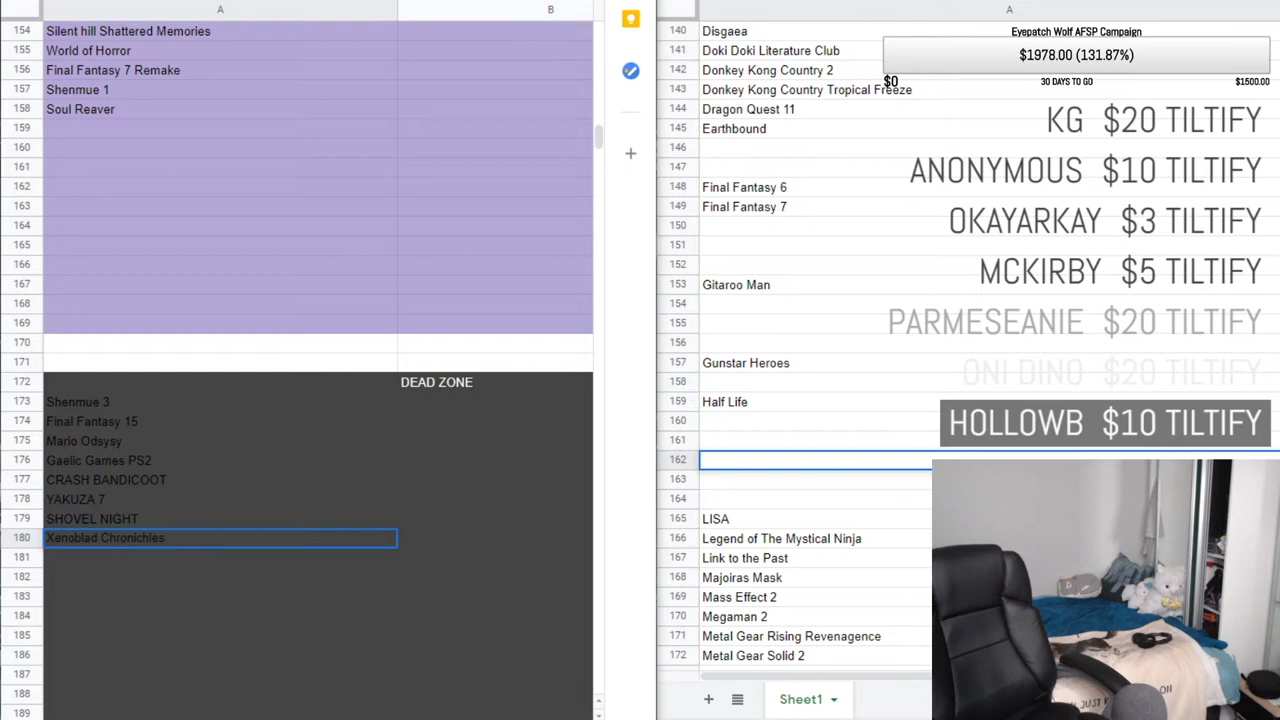 A
B
154 Silent hill Shattered Memories
155 World of Horror
156 Final Fantasy 7 Remake
157 Shenmue 1
158 Soul Reaver
159
160
161
162
163
164
165
166
167
168
169
170
171
172 DEAD ZONE
173 Shenmue 3
174 Final Fantasy 15
175 Mario Odsysy
176 Gaelic Games PS2
177 CRASH BANDICOOT
178 YAKUZA 7
179 SHOVEL NIGHT
180 Xenoblad Chronichles
181
182
183
184
185
186
187
188
189
A
140 Disgaea
141 Doki Doki Literature Club
142 Donkey Kong Country 2
143 Donkey Kong Country Tropical Freeze
144 Dragon Quest 11
145 Earthbound
146
147
148 Final Fantasy 6
149 Final Fantasy 7
150
151
152
153 Gitaroo Man
154
155
156
157 Gunstar Heroes
158
159 Half Life
160
161
162
163
164
165 LISA
166 Legend of The Mystical Ninja
167 Link to the Past
168 Majoiras Mask
169 Mass Effect 2
170 Megaman 2
171 Metal Gear Rising Revenagence
172 Metal Gear Solid 2
Sheet1
Eyepatch Wolf AFSP Campaign
$1978.00 (131.87%)
$0 30 DAYS TO GO $1500.00
KG $20 TILTIFY
ANONYMOUS $10 TILTIFY
OKAYARKAY $3 TILTIFY
MCKIRBY $5 TILTIFY
PARMESEANIE $20 TILTIFY
ONI DINO $20 TILTIFY
HOLLOWB $10 TILTIFY